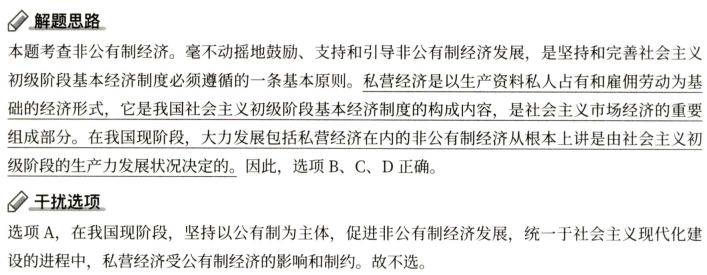 解题思路
本题考查非公有制经济。毫不动摇地鼓励、支持和引导非公有制经济发展，是坚持和完善社会主义
初级阶段基本经济制度必须遵循的一条基本原则。私营经济是以生产资料私人占有和雇佣劳动为基
础的经济形式，它是我国社会主义初级阶段基本经济制度的构成内容，是社会主义市场经济的重要
组成部分。在我国现阶段，大力发展包括私营经济在内的非公有制经济从根本上讲是由社会主义初
级阶段的生产力发展状况决定的。因此，选项 B、C、D 正确。
干扰选项
选项 A，在我国现阶段，坚持以公有制为主体，促进非公有制经济发展，统一于社会主义现代化建
设的进程中，私营经济受公有制经济的影响和制约。故不选。